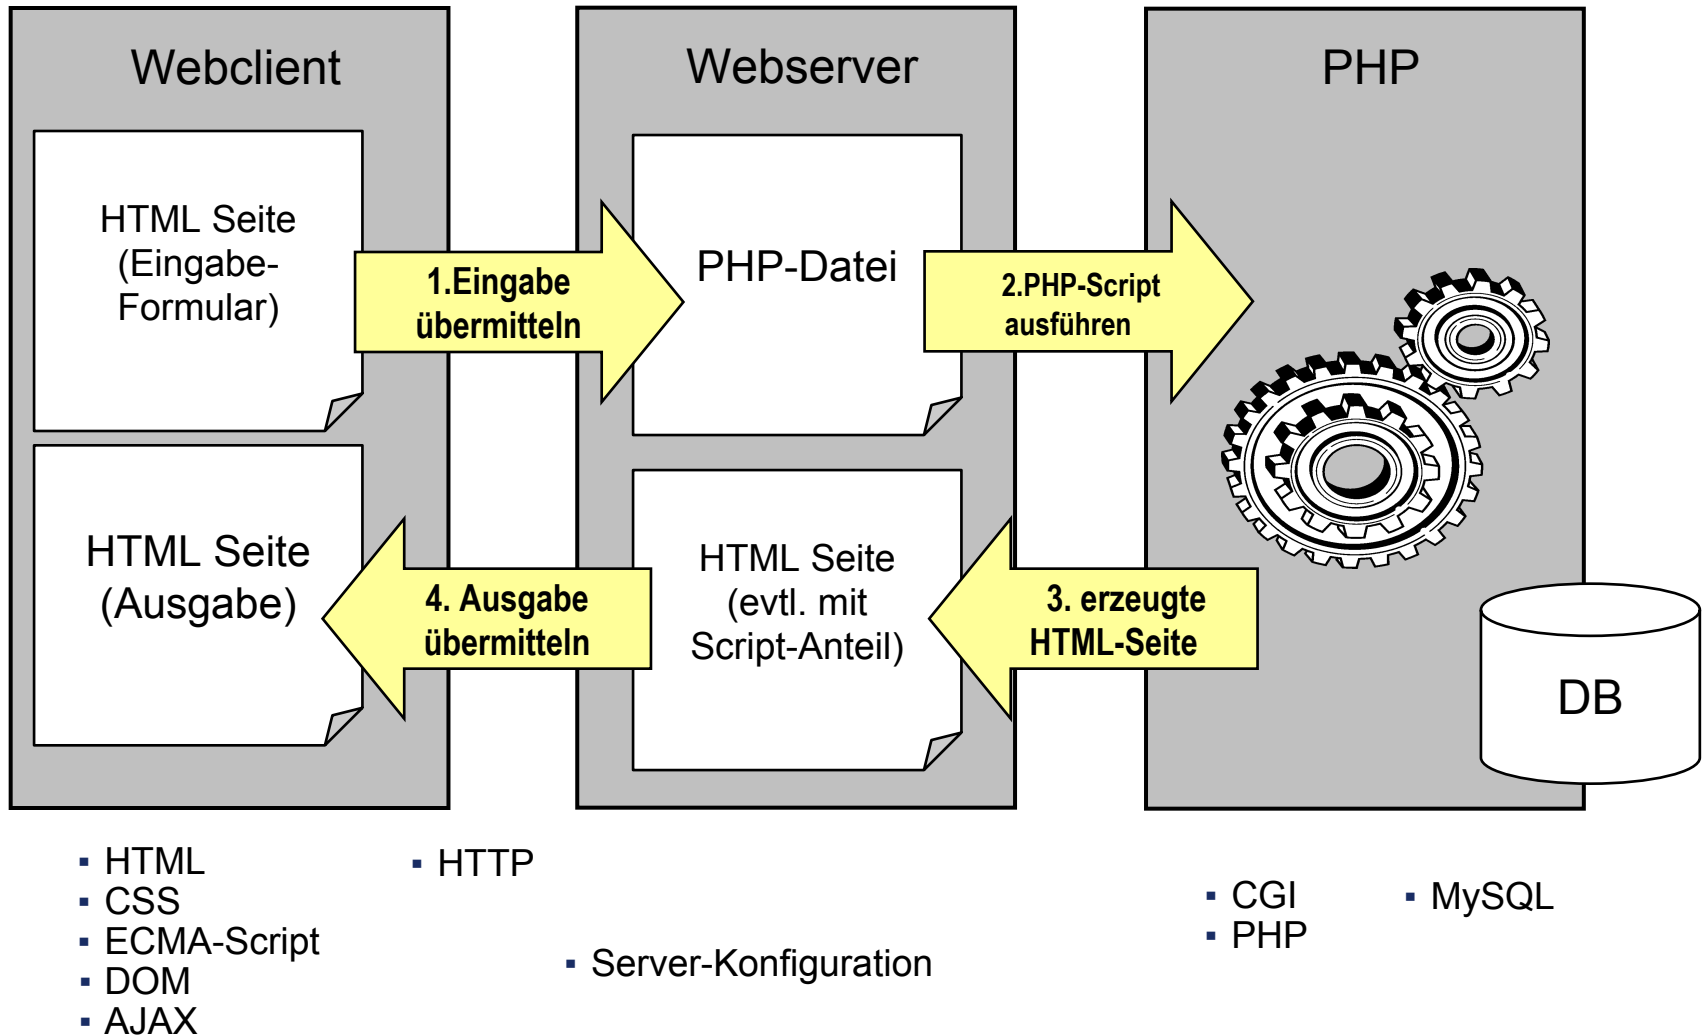 Webclient
HTML Seite
(Eingabe-
Formular)
1.Eingabe
übermitteln
HTML Seite
(Ausgabe)
Webserver
PHP-Datei
2.PHP-Script
ausführen
HTML Seite
(evtl. mit
Script-Anteil)
4. Ausgabe
übermitteln
PHP
3. erzeugte
HTML-Seite
DB
▪ HTML
▪ CSS
▪ ECMA-Script
▪ DOM
▪ AJAX
▪ HTTP
▪ Server-Konfiguration
▪ CGI
▪ PHP
▪ MySQL